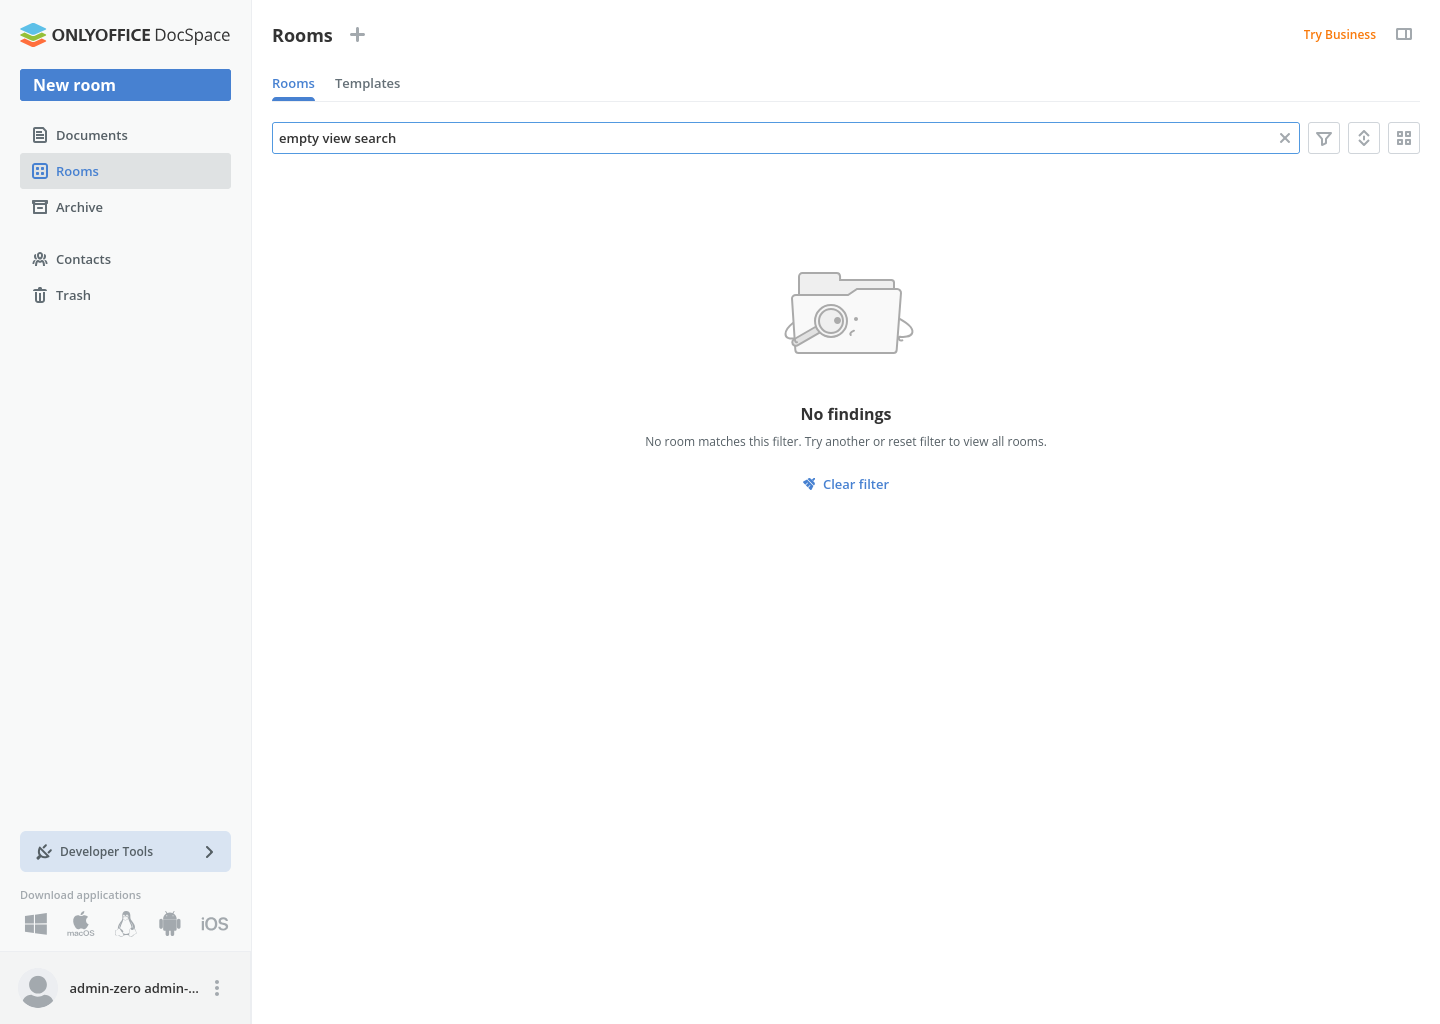 ONLYOFFICE DocSpace
New room
Documents
Rooms
Archive
Contacts
Trash
Developer Tools
Download applications
macOS
iOS
admin-zero admin-...
Rooms
Try Business
Rooms
Templates
empty view search
No findings
No room matches this filter. Try another or reset filter to view all rooms.
Clear filter